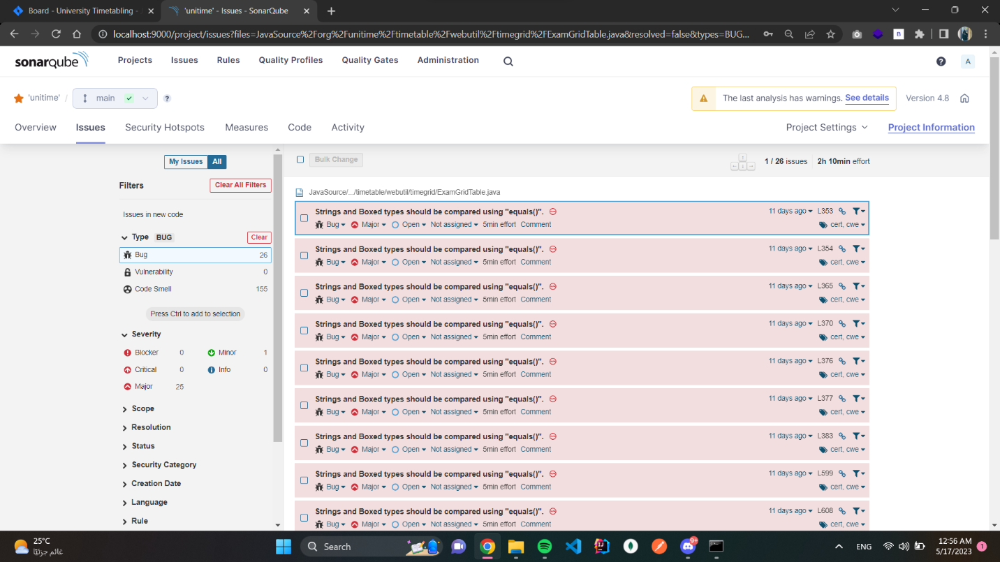 Board - University Timetabling -
'unitime' - Issues - SonarQube
localhost:9000/project/issues?files=JavaSource%2Forg%2Funitime%2Ftimetable%2Fwebutil%2Ftimegrid%2FExamGridTable.java&resolved=false&types=BUG...
sonarqube
Projects
Issues
Rules
Quality Profiles
Quality Gates
Administration
?
A
'unitime' /
main
?
The last analysis has warnings. See details
Version 4.8
Overview
Issues
Security Hotspots
Measures
Code
Activity
Project Settings
Project Information
My Issues All
Filters
Clear All Filters
Issues in new code
Type BUG
Clear
Bug 26
Vulnerability 0
Code Smell 155
Press Ctrl to add to selection
Severity
Blocker 0 Minor 1
Critical 0 Info 0
Major 25
Scope
Resolution
Status
Security Category
Creation Date
Language
Rule
Bulk Change
1 / 26 issues 2h 10min effort
JavaSource/.../timetable/webutil/timegrid/ExamGridTable.java
Strings and Boxed types should be compared using "equals()". 11 days ago L353
Bug Major Open Not assigned 5min effort Comment cert, cwe
Strings and Boxed types should be compared using "equals()". 11 days ago L354
Bug Major Open Not assigned 5min effort Comment cert, cwe
Strings and Boxed types should be compared using "equals()". 11 days ago L365
Bug Major Open Not assigned 5min effort Comment cert, cwe
Strings and Boxed types should be compared using "equals()". 11 days ago L370
Bug Major Open Not assigned 5min effort Comment cert, cwe
Strings and Boxed types should be compared using "equals()". 11 days ago L376
Bug Major Open Not assigned 5min effort Comment cert, cwe
Strings and Boxed types should be compared using "equals()". 11 days ago L377
Bug Major Open Not assigned 5min effort Comment cert, cwe
Strings and Boxed types should be compared using "equals()". 11 days ago L383
Bug Major Open Not assigned 5min effort Comment cert, cwe
Strings and Boxed types should be compared using "equals()". 11 days ago L599
Bug Major Open Not assigned 5min effort Comment cert, cwe
Strings and Boxed types should be compared using "equals()". 11 days ago L608
Bug Major Open Not assigned 5min effort Comment cert, cwe
25°C
غائم جزئيًا
Search
9+
ENG
12:56 AM
5/17/2023
1